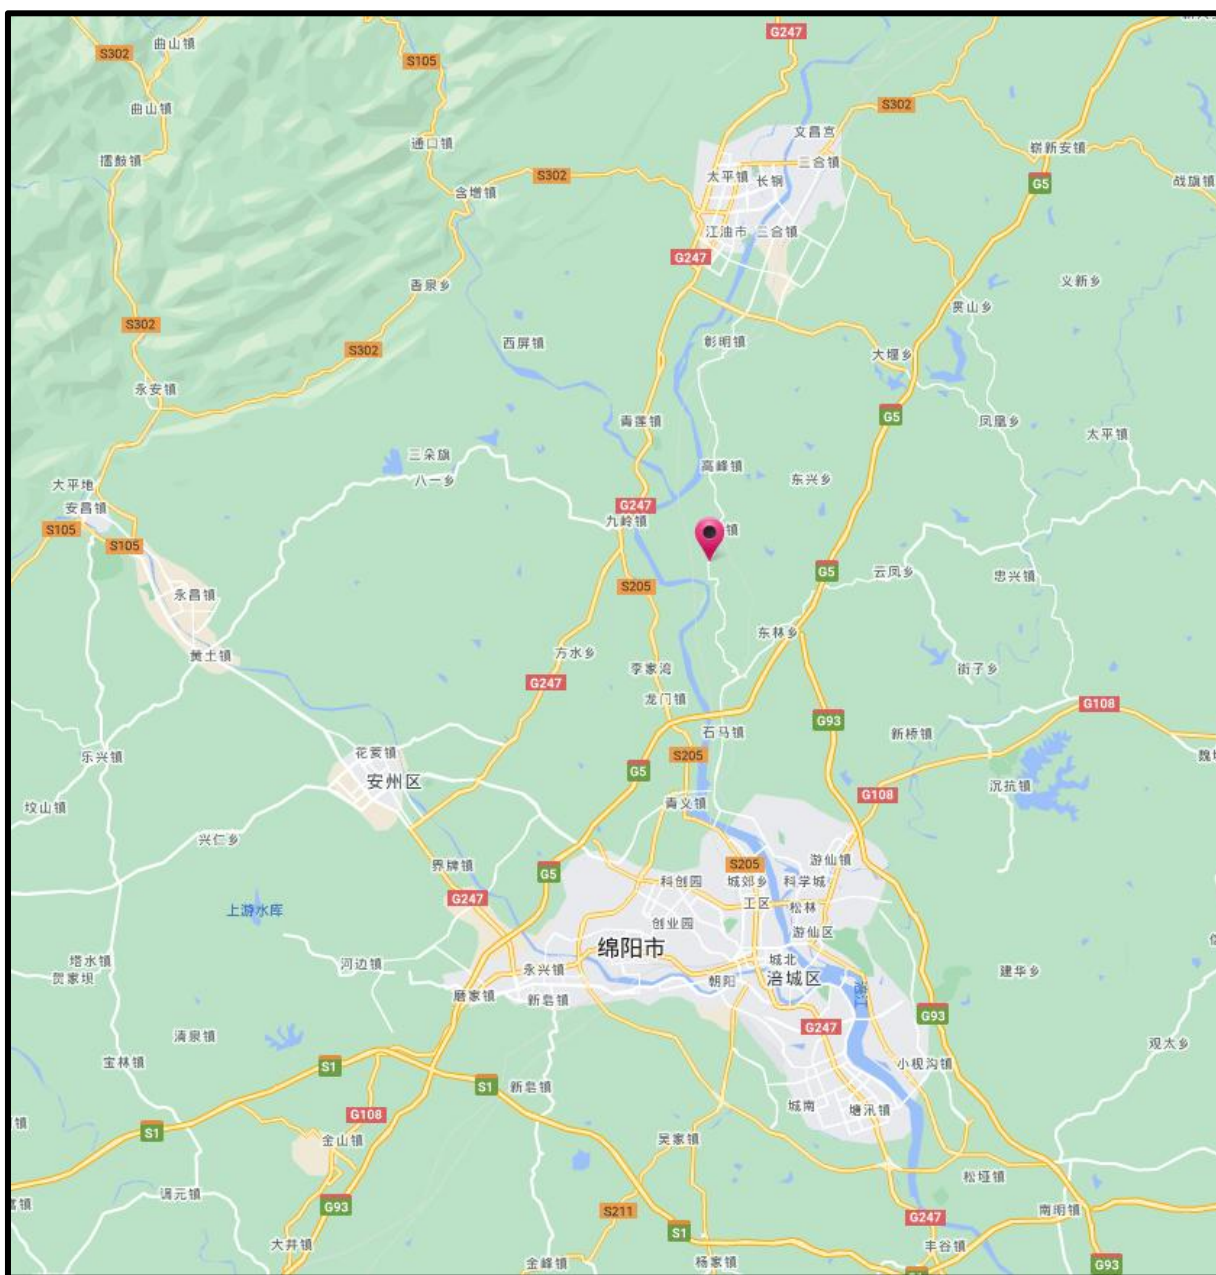 G247
曲山镇
S302
S105
曲山镇
S302
文昌宫
通口镇
崭新安镇
擂鼓镇
三合镇
S302
太平镇
长钢
G5
战旗镇
含增镇
江油市
三合镇
G247
香泉乡
义新乡
贯山乡
S302
S302
西屏镇
彰明镇
大堰乡
永安镇
G5
青莲镇
凤凰乡
太平镇
三朵旗
高峰镇
八一乡
东兴乡
大平地
安昌镇
G247
九岭镇
S105
镇
S105
G5
云凤乡
忠兴镇
S205
永昌镇
东林乡
黄土镇
方水乡
李家湾
街子乡
G247
龙门镇
G108
G93
石马镇
新桥镇
花荄镇
乐兴镇
S205
G5
安州区
沉抗镇
G108
坟山镇
青义镇
兴仁乡
界牌镇
S205
游仙镇
G5
科创园
城郊乡
科学城
G247
工区
松林
上游水库
创业园
游仙区
绵阳市
塔水镇
河边镇
永兴镇
城北
贺家坝
朝阳
涪城区
建华乡
磨家镇
新皂镇
涪江
G93
G247
清泉镇
观太乡
宝林镇
小枧沟镇
S1
S1
新皂镇
城南
塘汛镇
G108
S1
金山镇
吴家镇
松垭镇
调元镇
G93
S211
G247
南明镇
S1
大井镇
丰谷镇
金峰镇
杨家镇
G93